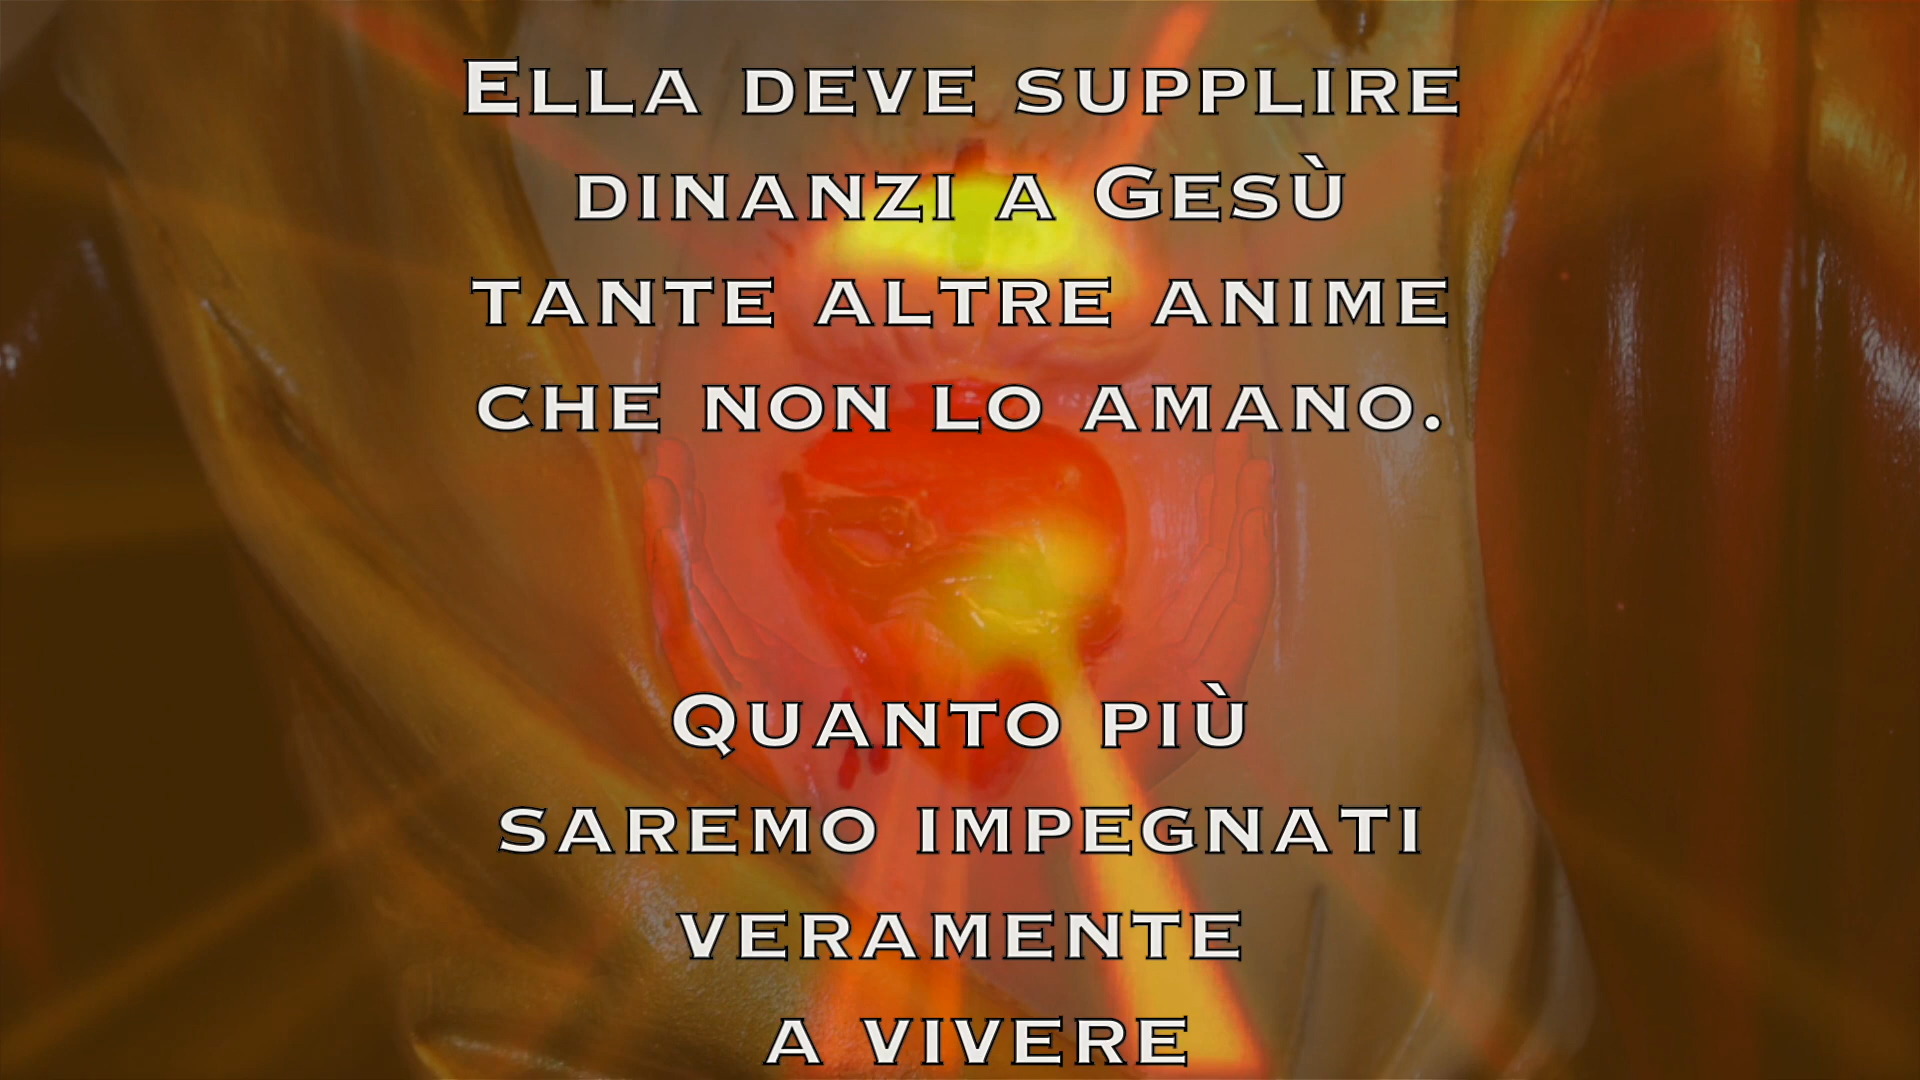 Ella deve supplire
dinanzi a Gesù
tante altre anime
che non lo amano.
Quanto più
saremo impegnati
veramente
a vivere